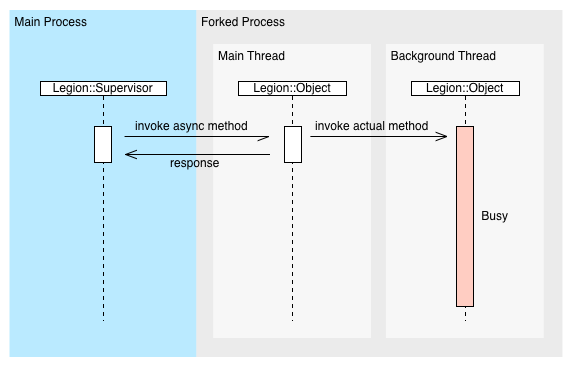 Main Process
Forked Process
Main Thread
Background Thread
Legion::Supervisor
Legion::Object
Legion::Object
invoke async method
invoke actual method
response
Busy